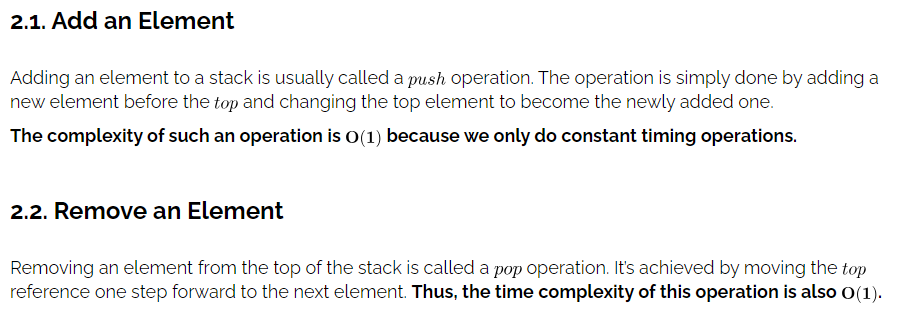 2.1. Add an Element
Adding an element to a stack is usually called a push operation. The operation is simply done by adding a
new element before the top and changing the top element to become the newly added one.
The complexity of such an operation is O(1) because we only do constant timing operations.
2.2. Remove an Element
Removing an element from the top of the stack is called a pop operation. It's achieved by moving the top
reference one step forward to the next element. Thus, the time complexity of this operation is also O(1).